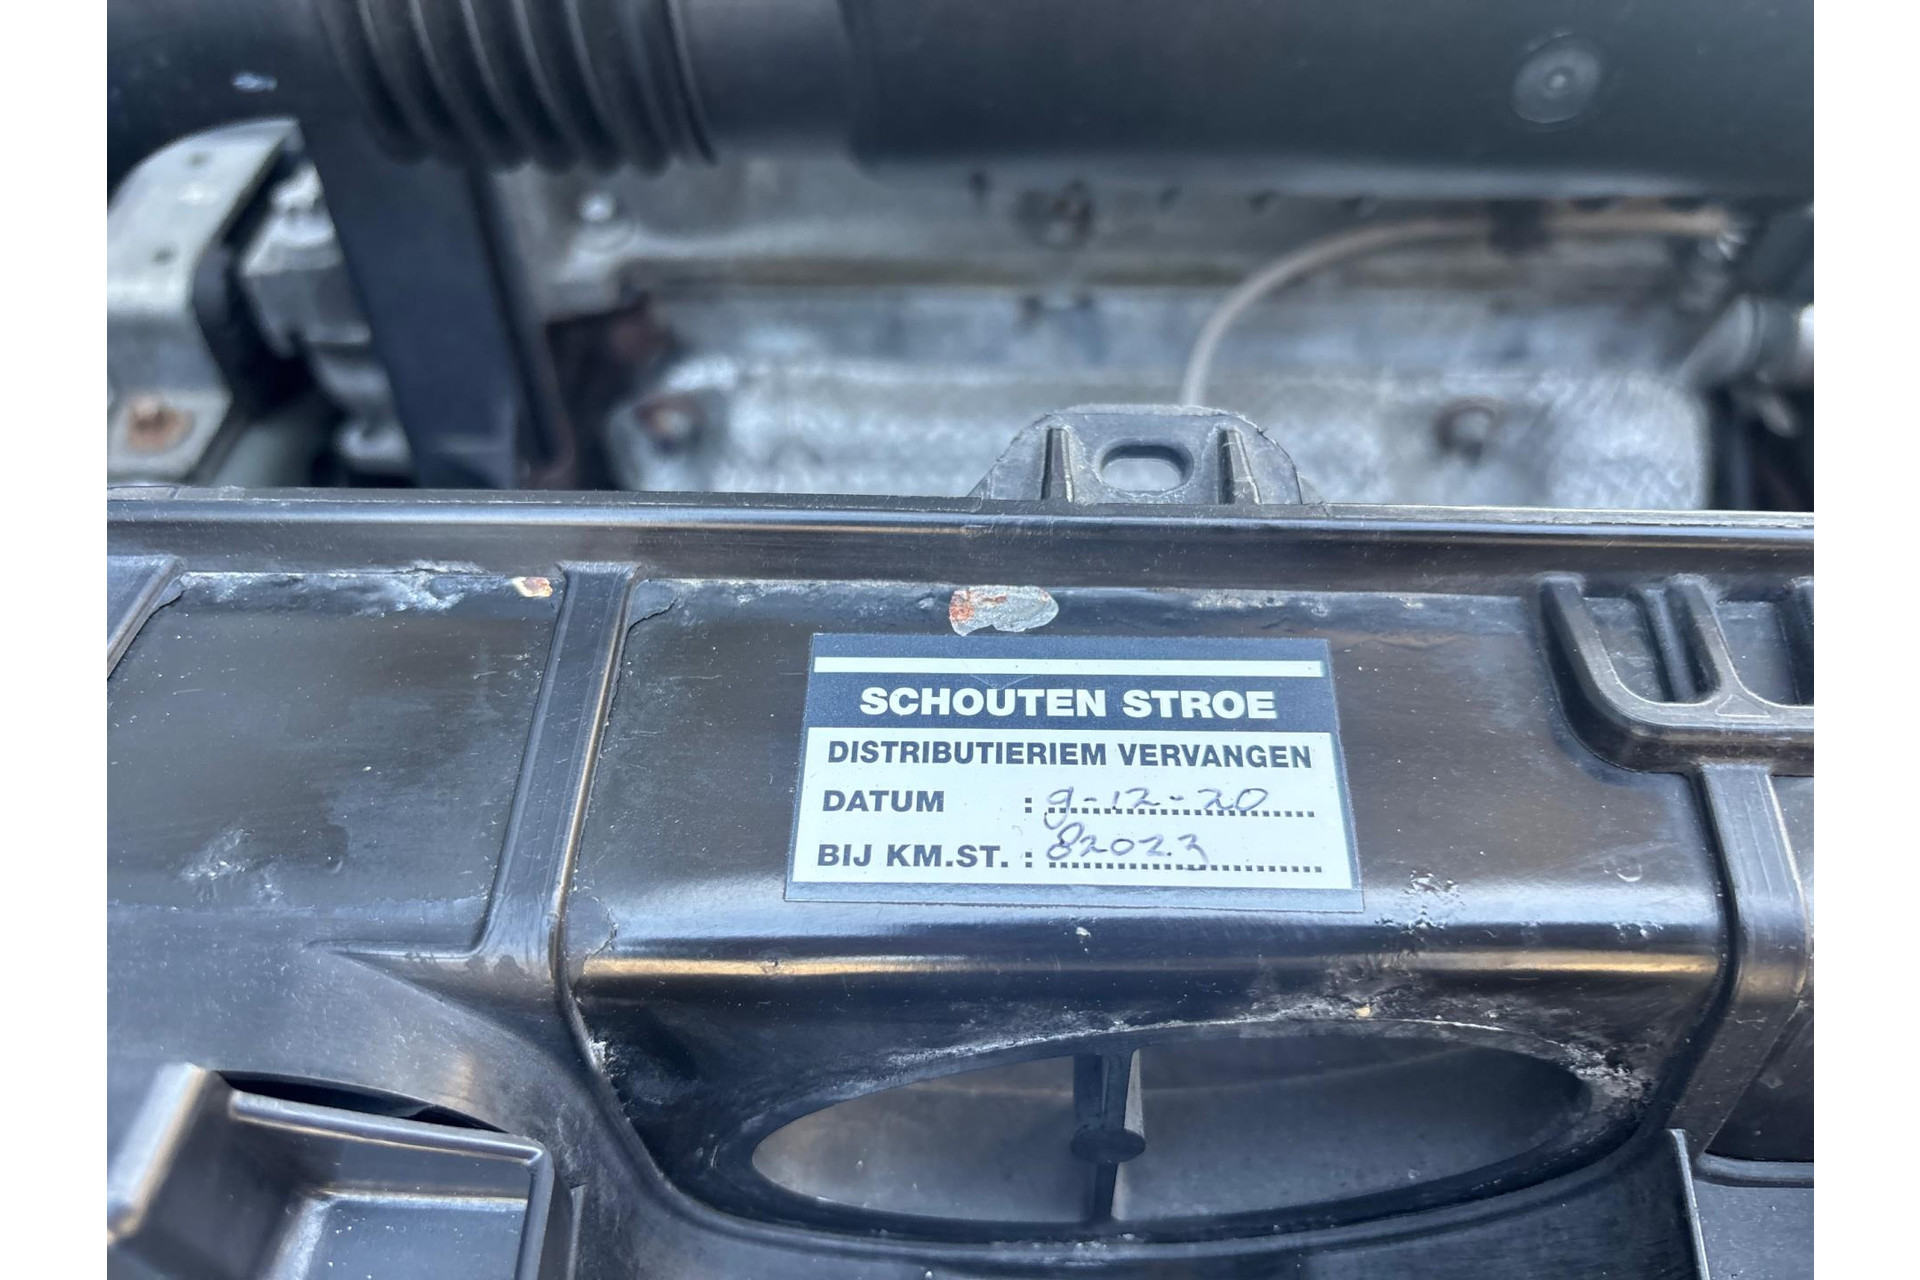 SCHOUTEN STROE
DISTRIBUTIERIEM VERVANGEN
DATUM : 9-12-20
BIJ KM.ST. : 82023